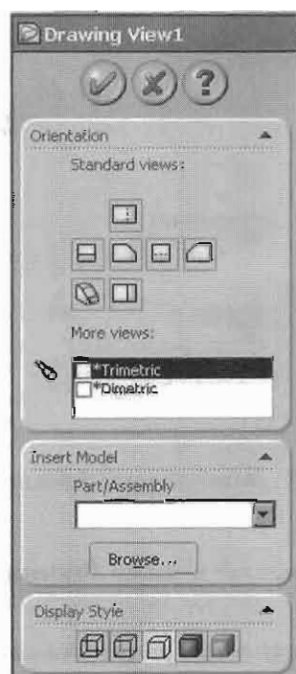 Drawing View1
?
Orientation
Standard views:
More views:
*Trimetric
*Dimetric
Insert Model
Part/Assembly
Browse...
Display Style